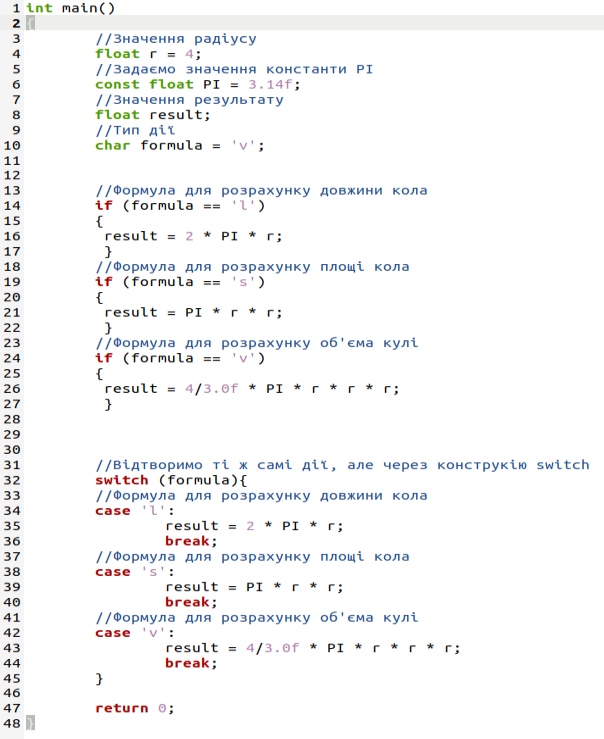 1 int main()
2 {
3 //Значення радіусу
4 float r = 4;
5 //Задаємо значення константи PI
6 const float PI = 3.14f;
7 //Значення результату
8 float result;
9 //Тип дії
10 char formula = 'v';
11
12
13 //Формула для розрахунку довжини кола
14 if (formula == 'l')
15 {
16 result = 2 * PI * r;
17 }
18 //Формула для розрахунку площі кола
19 if (formula == 's')
20 {
21 result = PI * r * r;
22 }
23 //Формула для розрахунку об'єма кулі
24 if (formula == 'v')
25 {
26 result = 4/3.0f * PI * r * r * r;
27 }
28
29
30
31 //Відтворимо ті ж самі дії, але через конструкію switch
32 switch (formula){
33 //Формула для розрахунку довжини кола
34 case 'l':
35 result = 2 * PI * r;
36 break;
37 //Формула для розрахунку площі кола
38 case 's':
39 result = PI * r * r;
40 break;
41 //Формула для розрахунку об'єма кулі
42 case 'v':
43 result = 4/3.0f * PI * r * r * r;
44 break;
45 }
46
47 return 0;
48 }